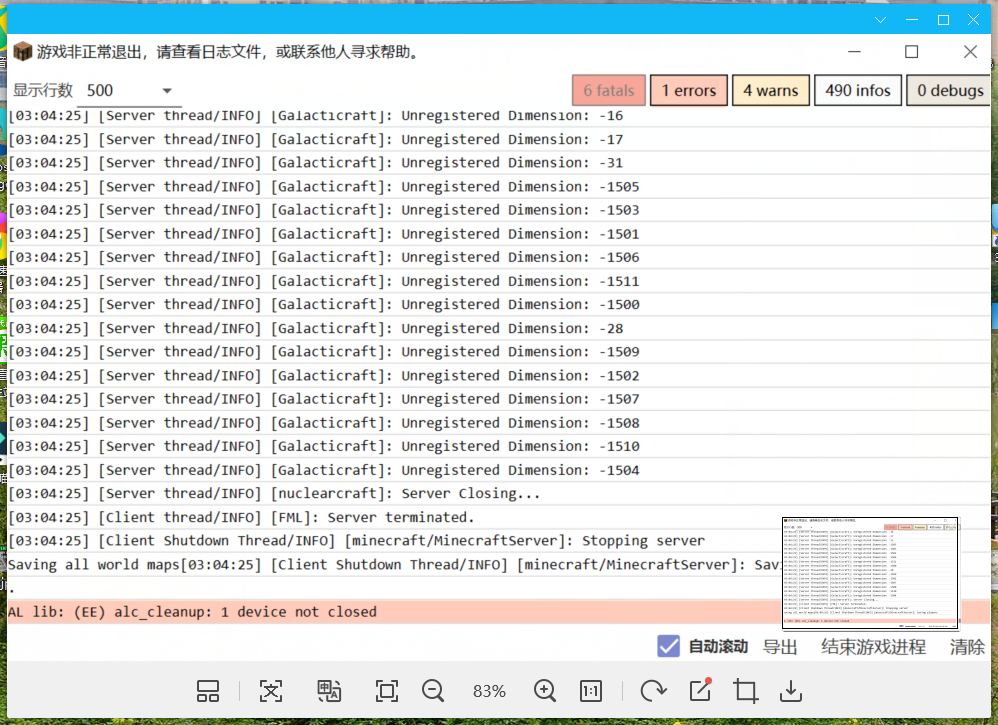 游戏非正常退出，请查看日志文件，或联系他人寻求帮助。
显示行数 500 6 fatals 1 errors 4 warns 490 infos 0 debugs
[03:04:25] [Server thread/INFO] [Galacticraft]: Unregistered Dimension: -16
[03:04:25] [Server thread/INFO] [Galacticraft]: Unregistered Dimension: -17
[03:04:25] [Server thread/INFO] [Galacticraft]: Unregistered Dimension: -31
[03:04:25] [Server thread/INFO] [Galacticraft]: Unregistered Dimension: -1505
[03:04:25] [Server thread/INFO] [Galacticraft]: Unregistered Dimension: -1503
[03:04:25] [Server thread/INFO] [Galacticraft]: Unregistered Dimension: -1501
[03:04:25] [Server thread/INFO] [Galacticraft]: Unregistered Dimension: -1506
[03:04:25] [Server thread/INFO] [Galacticraft]: Unregistered Dimension: -1511
[03:04:25] [Server thread/INFO] [Galacticraft]: Unregistered Dimension: -1500
[03:04:25] [Server thread/INFO] [Galacticraft]: Unregistered Dimension: -28
[03:04:25] [Server thread/INFO] [Galacticraft]: Unregistered Dimension: -1509
[03:04:25] [Server thread/INFO] [Galacticraft]: Unregistered Dimension: -1502
[03:04:25] [Server thread/INFO] [Galacticraft]: Unregistered Dimension: -1507
[03:04:25] [Server thread/INFO] [Galacticraft]: Unregistered Dimension: -1508
[03:04:25] [Server thread/INFO] [Galacticraft]: Unregistered Dimension: -1510
[03:04:25] [Server thread/INFO] [Galacticraft]: Unregistered Dimension: -1504
[03:04:25] [Server thread/INFO] [nuclearcraft]: Server Closing...
[03:04:25] [Client thread/INFO] [FML]: Server terminated.
[03:04:25] [Client Shutdown Thread/INFO] [minecraft/MinecraftServer]: Stopping server
Saving all world maps[03:04:25] [Client Shutdown Thread/INFO] [minecraft/MinecraftServer]: Savi
.
AL lib: (EE) alc_cleanup: 1 device not closed
自动滚动 导出 结束游戏进程 清除
83% 1:1